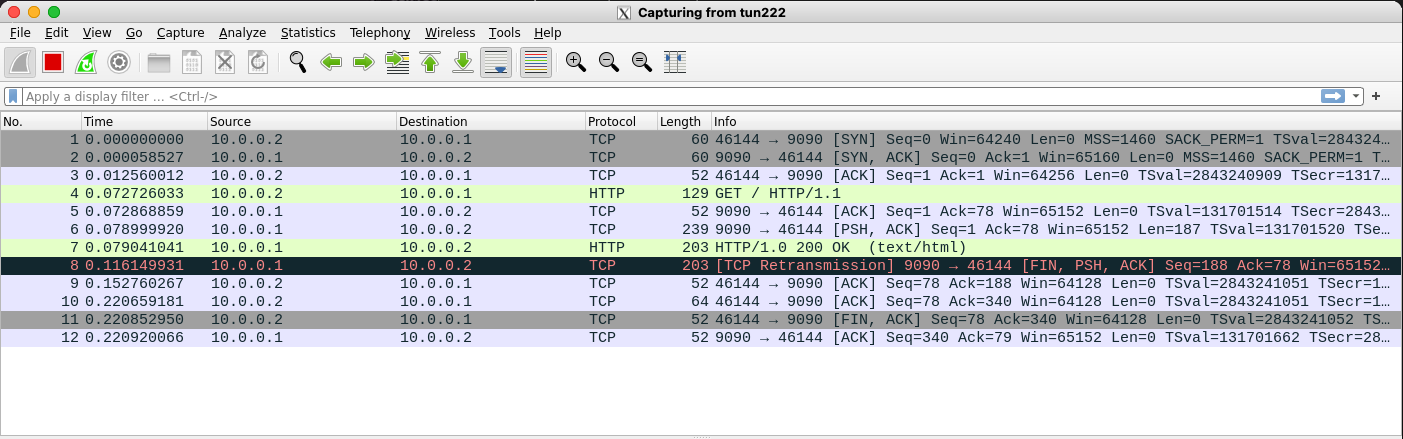 Capturing from tun222
File Edit View Go Capture Analyze Statistics Telephony Wireless Tools Help
Apply a display filter … <Ctrl-/>
No. Time Source Destination Protocol Length Info
1 0.000000000 10.0.0.2 10.0.0.1 TCP 60 46144 → 9090 [SYN] Seq=0 Win=64240 Len=0 MSS=1460 SACK_PERM=1 TSval=284324…
2 0.000058527 10.0.0.1 10.0.0.2 TCP 60 9090 → 46144 [SYN, ACK] Seq=0 Ack=1 Win=65160 Len=0 MSS=1460 SACK_PERM=1 T…
3 0.012560012 10.0.0.2 10.0.0.1 TCP 52 46144 → 9090 [ACK] Seq=1 Ack=1 Win=64256 Len=0 TSval=2843240909 TSecr=1317…
4 0.072726033 10.0.0.2 10.0.0.1 HTTP 129 GET / HTTP/1.1
5 0.072868859 10.0.0.1 10.0.0.2 TCP 52 9090 → 46144 [ACK] Seq=1 Ack=78 Win=65152 Len=0 TSval=131701514 TSecr=2843…
6 0.078999920 10.0.0.1 10.0.0.2 TCP 239 9090 → 46144 [PSH, ACK] Seq=1 Ack=78 Win=65152 Len=187 TSval=131701520 TSe…
7 0.079041041 10.0.0.1 10.0.0.2 HTTP 203 HTTP/1.0 200 OK (text/html)
8 0.116149931 10.0.0.1 10.0.0.2 TCP 203 [TCP Retransmission] 9090 → 46144 [FIN, PSH, ACK] Seq=188 Ack=78 Win=65152…
9 0.152760267 10.0.0.2 10.0.0.1 TCP 52 46144 → 9090 [ACK] Seq=78 Ack=188 Win=64128 Len=0 TSval=2843241051 TSecr=1…
10 0.220659181 10.0.0.2 10.0.0.1 TCP 64 46144 → 9090 [ACK] Seq=78 Ack=340 Win=64128 Len=0 TSval=2843241051 TSecr=1…
11 0.220852950 10.0.0.2 10.0.0.1 TCP 52 46144 → 9090 [FIN, ACK] Seq=78 Ack=340 Win=64128 Len=0 TSval=2843241052 TS…
12 0.220920066 10.0.0.1 10.0.0.2 TCP 52 9090 → 46144 [ACK] Seq=340 Ack=79 Win=65152 Len=0 TSval=131701662 TSecr=28…